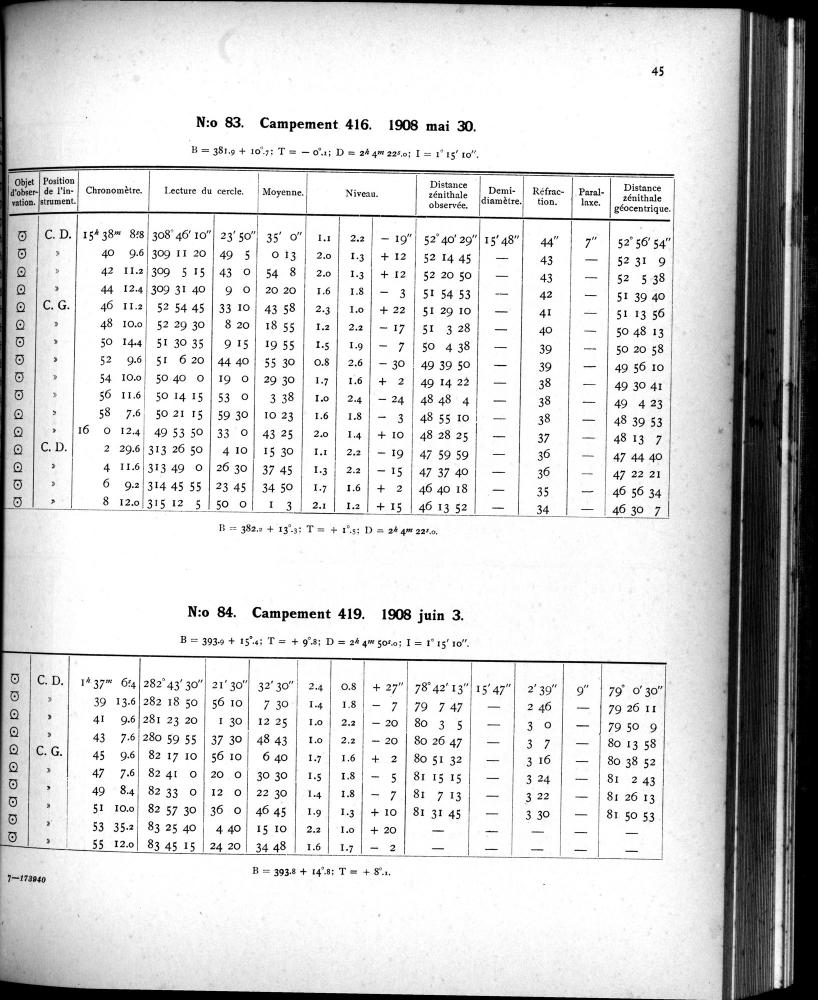 45
N:o 83. Campement 416. 1908 mai 30.
B = 381.9 + 10°.7; T = — 0°.1; D = 2h 4m 22s.0; I = 1° 15′ 10″.
Objet d'observation. Position de l'instrument. Chronomètre. Lecture du cercle. Moyenne. Niveau. Distance zénithale observée. Demi-diamètre. Réfraction. Parallaxe. Distance zénithale géocentrique.
C. D. 15h 38m 8s.8 308° 46′ 10″ 23′ 50″ 35′ 0″ 1.1 2.2 — 19″ 52° 40′ 29″ 15′ 48″ 44″ 7″ 52° 56′ 54″
» 40 9.6 309 11 20 49 5 0 13 2.0 1.3 + 12 52 14 45 — 43 — 52 31 9
» 42 11.2 309 5 15 43 0 54 8 2.0 1.3 + 12 52 20 50 — 43 — 52 5 38
» 44 12.4 309 31 40 9 0 20 20 1.6 1.8 — 3 51 54 53 — 42 — 51 39 40
C. G. 46 11.2 52 54 45 33 10 43 58 2.3 1.0 + 22 51 29 10 — 41 — 51 13 56
» 48 10.0 52 29 30 8 20 18 55 1.2 2.2 — 17 51 3 28 — 40 — 50 48 13
» 50 14.4 51 30 35 9 15 19 55 1.5 1.9 — 7 50 4 38 — 39 — 50 20 58
» 52 9.6 51 6 20 44 40 55 30 0.8 2.6 — 30 49 39 50 — 39 — 49 56 10
» 54 10.0 50 40 0 19 0 29 30 1.7 1.6 + 2 49 14 22 — 38 — 49 30 41
» 56 11.6 50 14 15 53 0 3 38 1.0 2.4 — 24 48 48 4 — 38 — 49 4 23
» 58 7.6 50 21 15 59 30 10 23 1.6 1.8 — 3 48 55 10 — 38 — 48 39 53
» 16 0 12.4 49 53 50 33 0 43 25 2.0 1.4 + 10 48 28 25 — 37 — 48 13 7
C. D. 2 29.6 313 26 50 4 10 15 30 1.1 2.2 — 19 47 59 59 — 36 — 47 44 40
» 4 11.6 313 49 0 26 30 37 45 1.3 2.2 — 15 47 37 40 — 36 — 47 22 21
» 6 9.2 314 45 55 23 45 34 50 1.7 1.6 + 2 46 40 18 — 35 — 46 56 34
» 8 12.0 315 12 5 50 0 1 3 2.1 1.2 + 15 46 13 52 — 34 — 46 30 7
B = 382.2 + 13°.3; T = + 1°.5; D = 2h 4m 22s.0.
N:o 84. Campement 419. 1908 juin 3.
B = 393.9 + 15°.4; T = + 9°.8; D = 2h 4m 50s.0; I = 1° 15′ 10″.
C. D. 1h 37m 6s.4 282° 43′ 30″ 21′ 30″ 32′ 30″ 2.4 0.8 + 27″ 78° 42′ 13″ 15′ 47″ 2′ 39″ 9″ 79° 0′ 30″
» 39 13.6 282 18 50 56 10 7 30 1.4 1.8 — 7 79 7 47 — 2 46 — 79 26 11
» 41 9.6 281 23 20 1 30 12 25 1.0 2.2 — 20 80 3 5 — 3 0 — 79 50 9
» 43 7.6 280 59 55 37 30 48 43 1.0 2.2 — 20 80 26 47 — 3 7 — 80 13 58
C. G. 45 9.6 82 17 10 56 10 6 40 1.7 1.6 + 2 80 51 32 — 3 16 — 80 38 52
» 47 7.6 82 41 0 20 0 30 30 1.5 1.8 — 5 81 15 15 — 3 24 — 81 2 43
» 49 8.4 82 33 0 12 0 22 30 1.4 1.8 — 7 81 7 13 — 3 22 — 81 26 13
» 51 10.0 82 57 30 36 0 46 45 1.9 1.3 + 10 81 31 45 — 3 30 — 81 50 53
» 53 35.2 83 25 40 4 40 15 10 2.2 1.0 + 20 — — — — —
» 55 12.0 83 45 15 24 20 34 48 1.6 1.7 — 2 — — — — —
B = 393.8 + 14°.8; T = + 8°.1.
7—173940